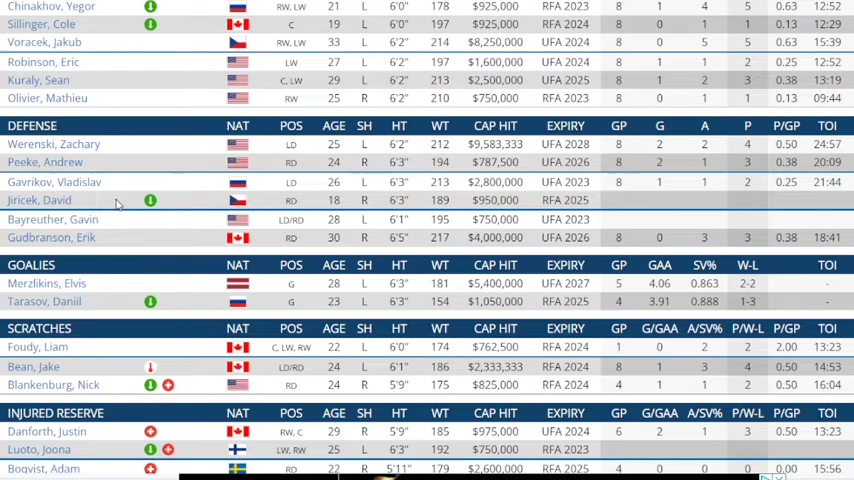 Chinakhov, Yegor RW, LW 21 L 6'0" 178 $925,000 RFA 2023 8 1 4 5 0.63 12:52
Sillinger, Cole C 19 L 6'0" 197 $925,000 RFA 2024 8 0 1 1 0.13 12:29
Voracek, Jakub RW, LW 33 L 6'2" 214 $8,250,000 UFA 2024 8 0 5 5 0.63 15:39
Robinson, Eric LW 27 L 6'2" 197 $1,600,000 UFA 2024 8 1 1 2 0.25 12:52
Kuraly, Sean C, LW 29 L 6'2" 213 $2,500,000 UFA 2025 8 1 2 3 0.38 13:19
Olivier, Mathieu RW 25 R 6'2" 210 $750,000 RFA 2023 8 0 1 1 0.13 09:44
DEFENSE NAT POS AGE SH HT WT CAP HIT EXPIRY GP G A P P/GP TOI
Werenski, Zachary LD 25 L 6'2" 212 $9,583,333 UFA 2028 8 2 2 4 0.50 24:57
Peeke, Andrew RD 24 R 6'3" 194 $787,500 UFA 2026 8 2 1 3 0.38 20:09
Gavrikov, Vladislav LD 26 L 6'3" 213 $2,800,000 UFA 2023 8 1 1 2 0.25 21:44
Jiricek, David RD 18 R 6'3" 189 $950,000 RFA 2025
Bayreuther, Gavin LD/RD 28 L 6'1" 195 $750,000 UFA 2023
Gudbranson, Erik RD 30 R 6'5" 217 $4,000,000 UFA 2026 8 0 3 3 0.38 18:41
GOALIES NAT POS AGE SH HT WT CAP HIT EXPIRY GP GAA SV% W-L TOI
Merzlikins, Elvis G 28 L 6'3" 181 $5,400,000 UFA 2027 5 4.06 0.863 2-2 -
Tarasov, Daniil G 23 L 6'3" 154 $1,050,000 RFA 2025 4 3.91 0.888 1-3 -
SCRATCHES NAT POS AGE SH HT WT CAP HIT EXPIRY GP G/GAA A/SV% P/W-L P/GP TOI
Foudy, Liam C, LW, RW 22 L 6'0" 174 $762,500 RFA 2024 1 0 2 2 2.00 13:23
Bean, Jake LD/RD 24 L 6'1" 186 $2,333,333 RFA 2024 8 1 3 4 0.50 14:53
Blankenburg, Nick RD 24 R 5'9" 175 $825,000 RFA 2024 4 1 1 2 0.50 16:04
INJURED RESERVE NAT POS AGE SH HT WT CAP HIT EXPIRY GP G/GAA A/SV% P/W-L P/GP TOI
Danforth, Justin RW, C 29 R 5'9" 185 $975,000 UFA 2024 6 2 1 3 0.50 13:23
Luoto, Joona LW, RW 25 L 6'3" 192 $750,000 RFA 2023
Boqvist, Adam RD 22 R 5'11" 179 $2,600,000 RFA 2025 4 0 0 0 0.00 15:56